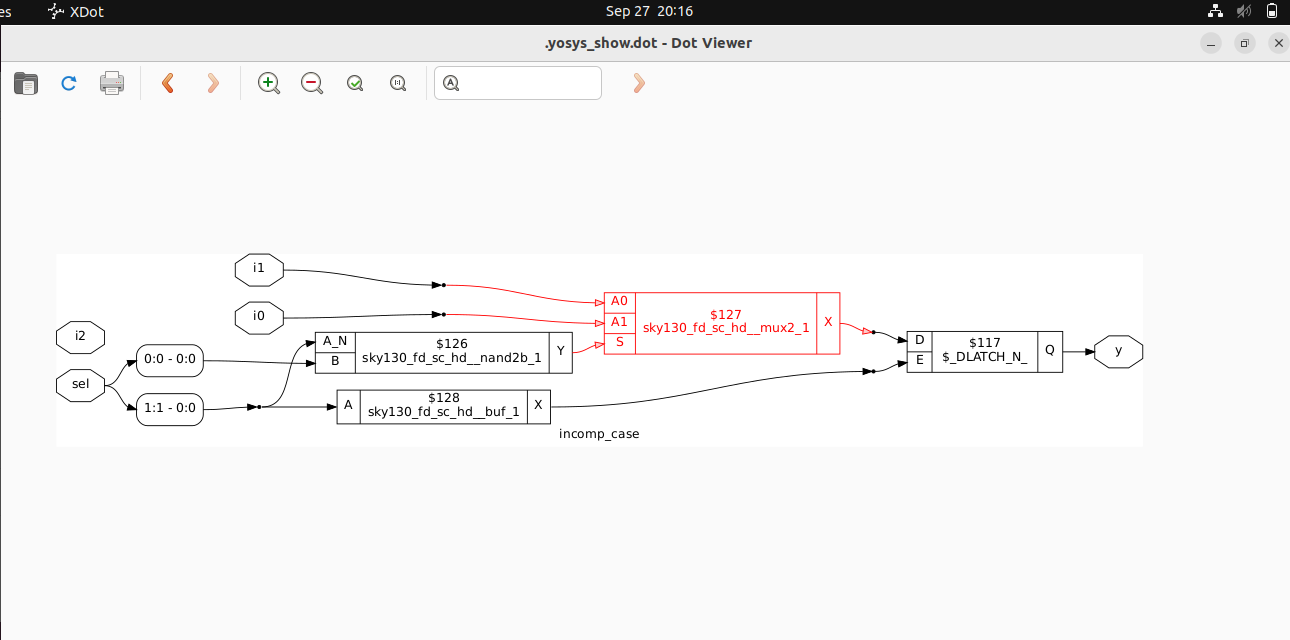 es
XDot
Sep 27 20:16
.yosys_show.dot - Dot Viewer
i1
i0
i2
sel
0:0 - 0:0
1:1 - 0:0
A_N
B
$126
sky130_fd_sc_hd__nand2b_1
Y
A
$128
sky130_fd_sc_hd__buf_1
X
A0
A1
S
$127
sky130_fd_sc_hd__mux2_1
X
D
E
$117
$_DLATCH_N_
Q
y
incomp_case